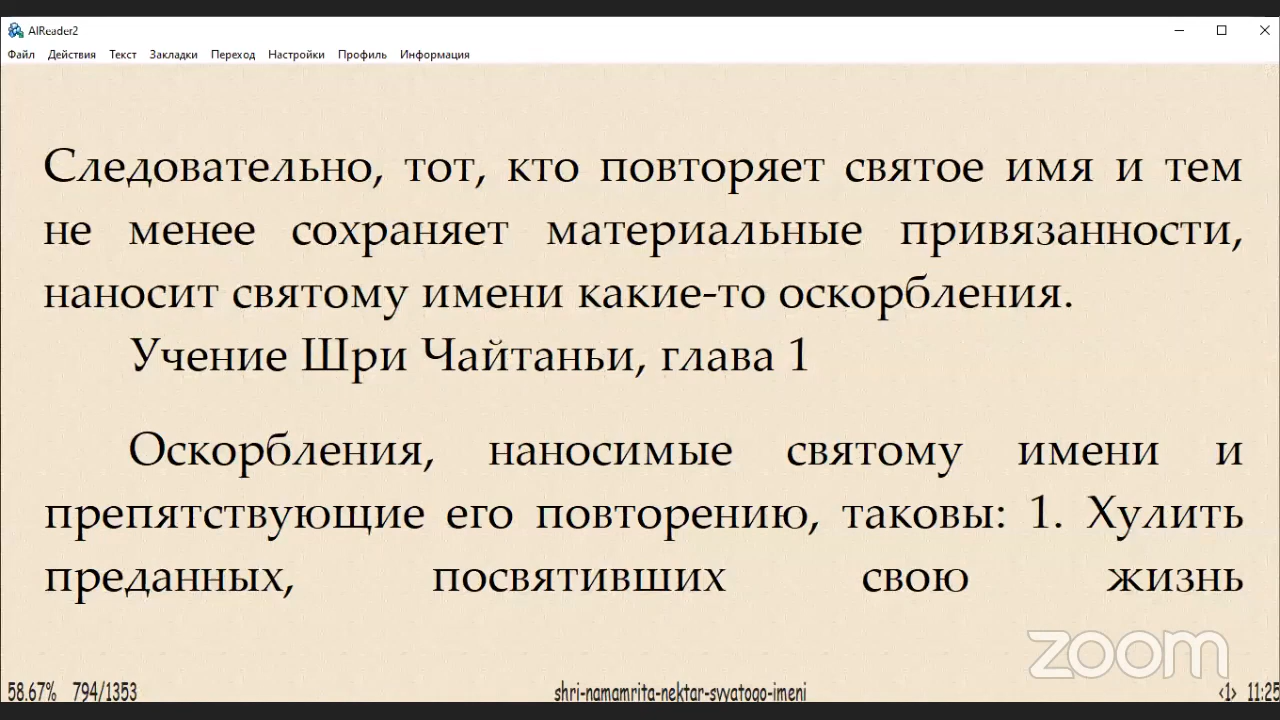 AlReader2
Файл Действия Текст Закладки Переход Настройки Профиль Информация
Следовательно, тот, кто повторяет святое имя и тем
не менее сохраняет материальные привязанности,
наносит святому имени какие-то оскорбления.
Учение Шри Чайтаньи, глава 1
Оскорбления, наносимые святому имени и
препятствующие его повторению, таковы: 1. Хулить
преданных, посвятивших свою жизнь
zoom
58,67% 794/1353 shri-namamrita-nektar-svyatogo-imeni <1> 11:25